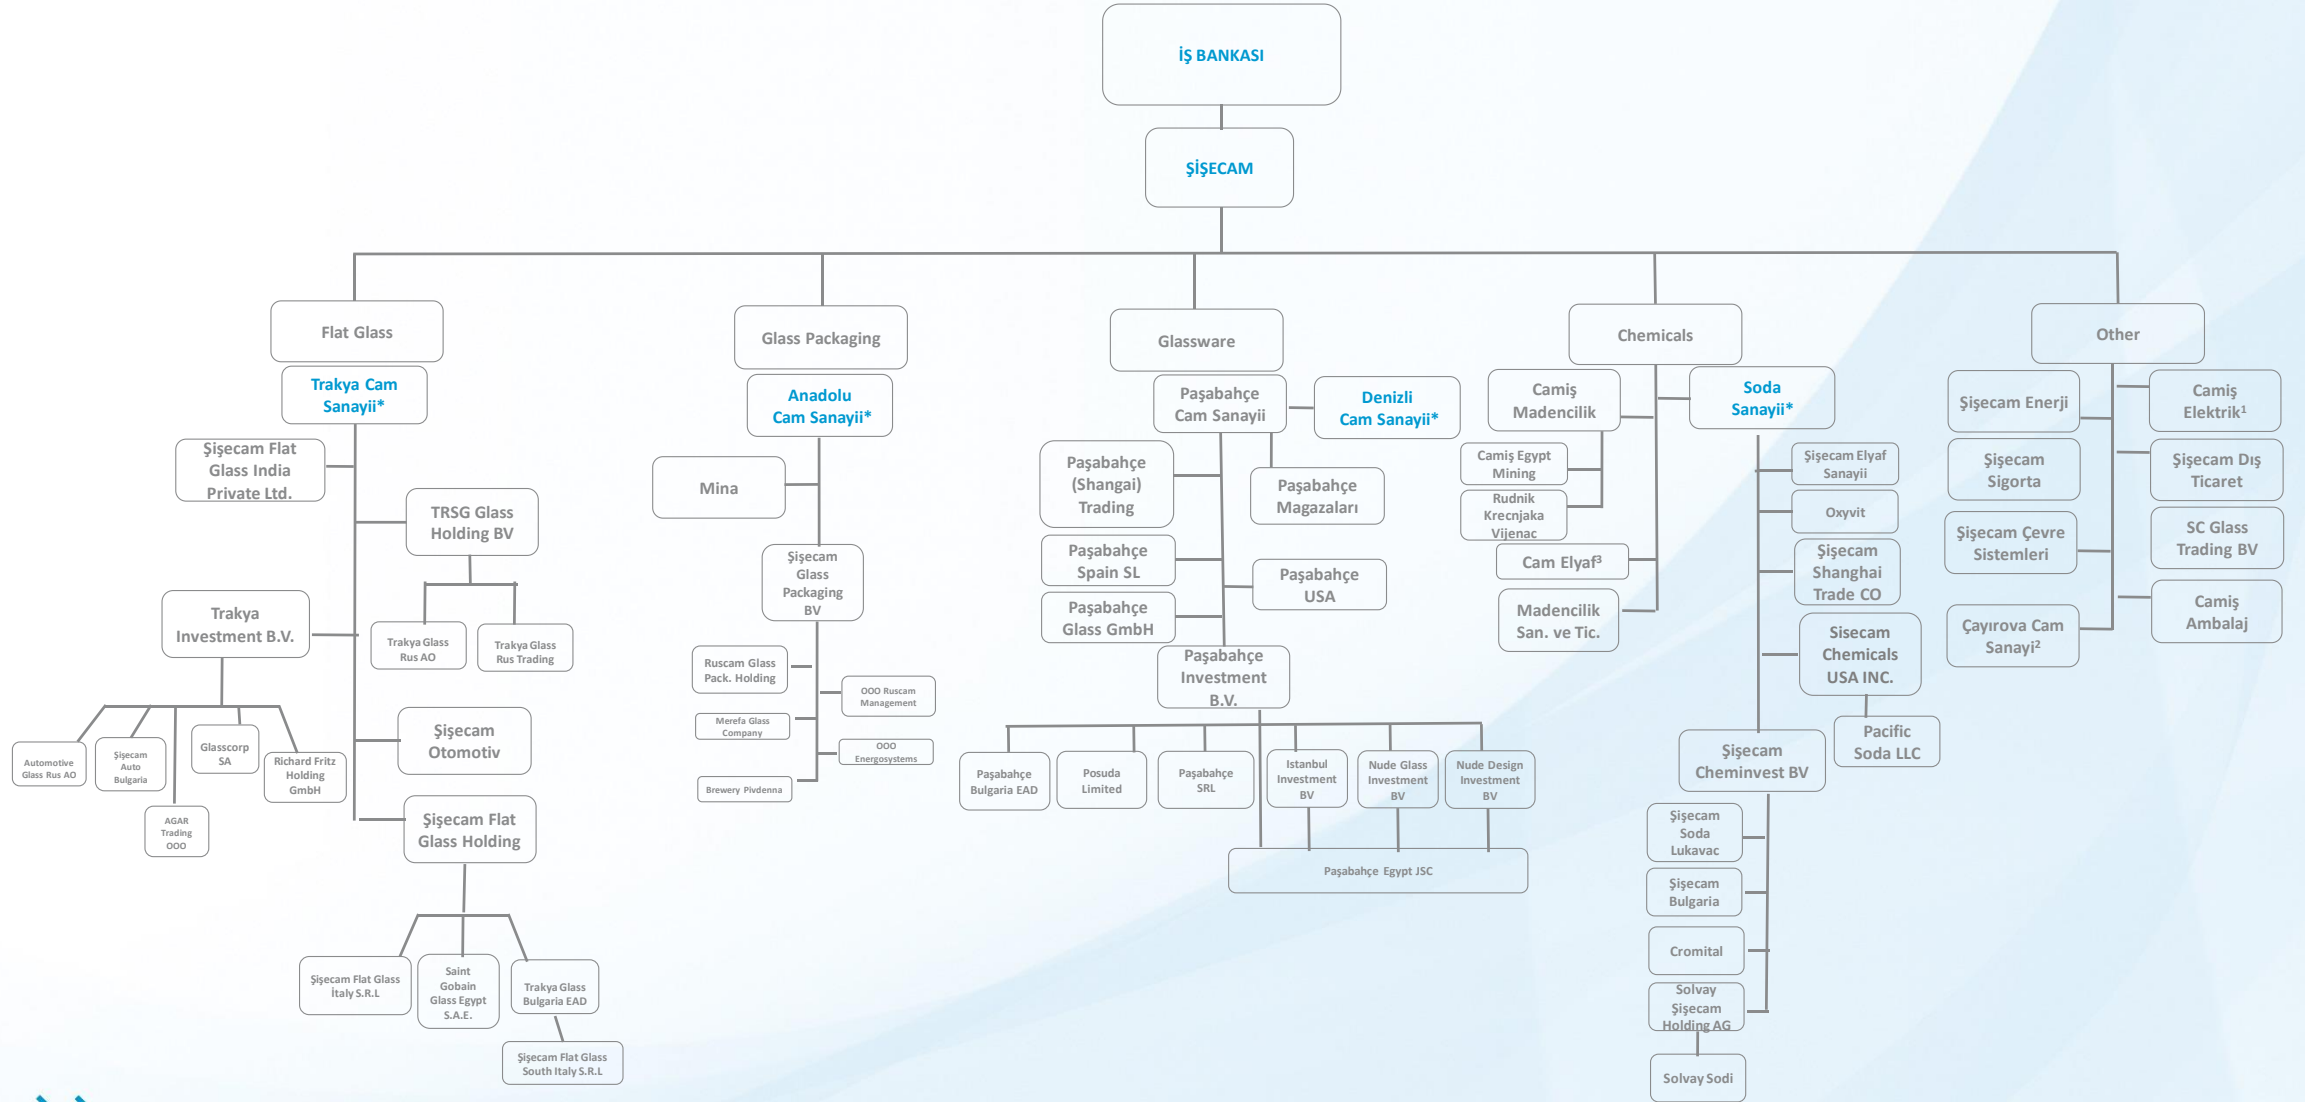 İŞ BANKASI
ŞİŞECAM
Flat Glass
Glass Packaging
Glassware
Chemicals
Other
Trakya Cam
Sanayii*
Şişecam Flat
Glass India
Private Ltd.
TRSG Glass
Holding BV
Trakya Glass
Rus AO
Trakya Glass
Rus Trading
Trakya
Investment B.V.
Automotive
Glass Rus AO
Şişecam
Auto
Bulgaria
AGAR
Trading
OOO
Glasscorp
SA
Richard Fritz
Holding
GmbH
Şişecam
Otomotiv
Şişecam Flat
Glass Holding
Şişecam Flat Glass
İtaly S.R.L
Saint
Gobain
Glass Egypt
S.A.E.
Trakya Glass
Bulgaria EAD
Şişecam Flat Glass
South Italy S.R.L
Anadolu
Cam Sanayii*
Mina
Şişecam
Glass
Packaging
BV
Ruscam Glass
Pack. Holding
OOO Ruscam
Management
Merefa Glass
Company
OOO
Energosystems
Brewery Pivdenna
Paşabahçe
Cam Sanayii
Denizli
Cam Sanayii*
Paşabahçe
(Shangai)
Trading
Paşabahçe
Magazaları
Paşabahçe
Spain SL
Paşabahçe
USA
Paşabahçe
Glass GmbH
Paşabahçe
Investment
B.V.
Paşabahçe
Bulgaria EAD
Posuda
Limited
Paşabahçe
SRL
Istanbul
Investment
BV
Nude Glass
Investment
BV
Nude Design
Investment
BV
Paşabahçe Egypt JSC
Camiş
Madencilik
Soda
Sanayii*
Camiş Egypt
Mining
Rudnik
Krecnjaka
Vijenac
Cam Elyaf³
Madencilik
San. ve Tic.
Şişecam Elyaf
Sanayii
Oxyvit
Şişecam
Shanghai
Trade CO
Sisecam
Chemicals
USA INC.
Pacific
Soda LLC
Şişecam
Cheminvest BV
Şişecam
Soda
Lukavac
Şişecam
Bulgaria
Cromital
Solvay
Şişecam
Holding AG
Solvay Sodi
Şişecam Enerji
Camiş
Elektrik¹
Şişecam
Sigorta
Şişecam Dış
Ticaret
Şişecam Çevre
Sistemleri
SC Glass
Trading BV
Çayırova Cam
Sanayi²
Camiş
Ambalaj